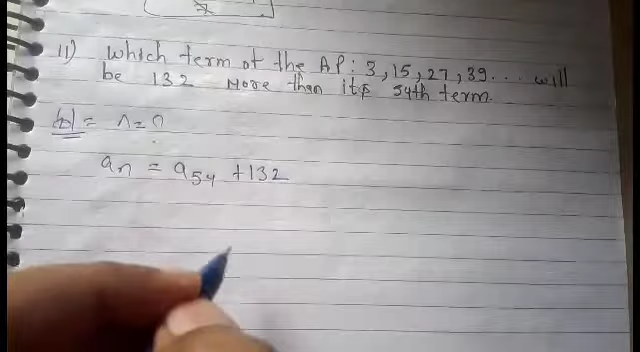 11) Which term of the AP: 3, 15, 27, 39... will
be 132 More than its 54th term.
Sol = n = n
an = a54 + 132